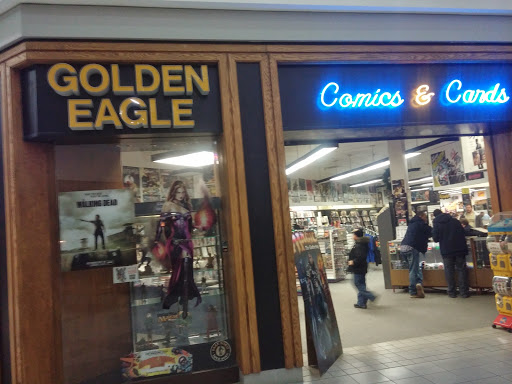 GOLDEN
EAGLE
Comics & Cards
THE
WALKING DEAD